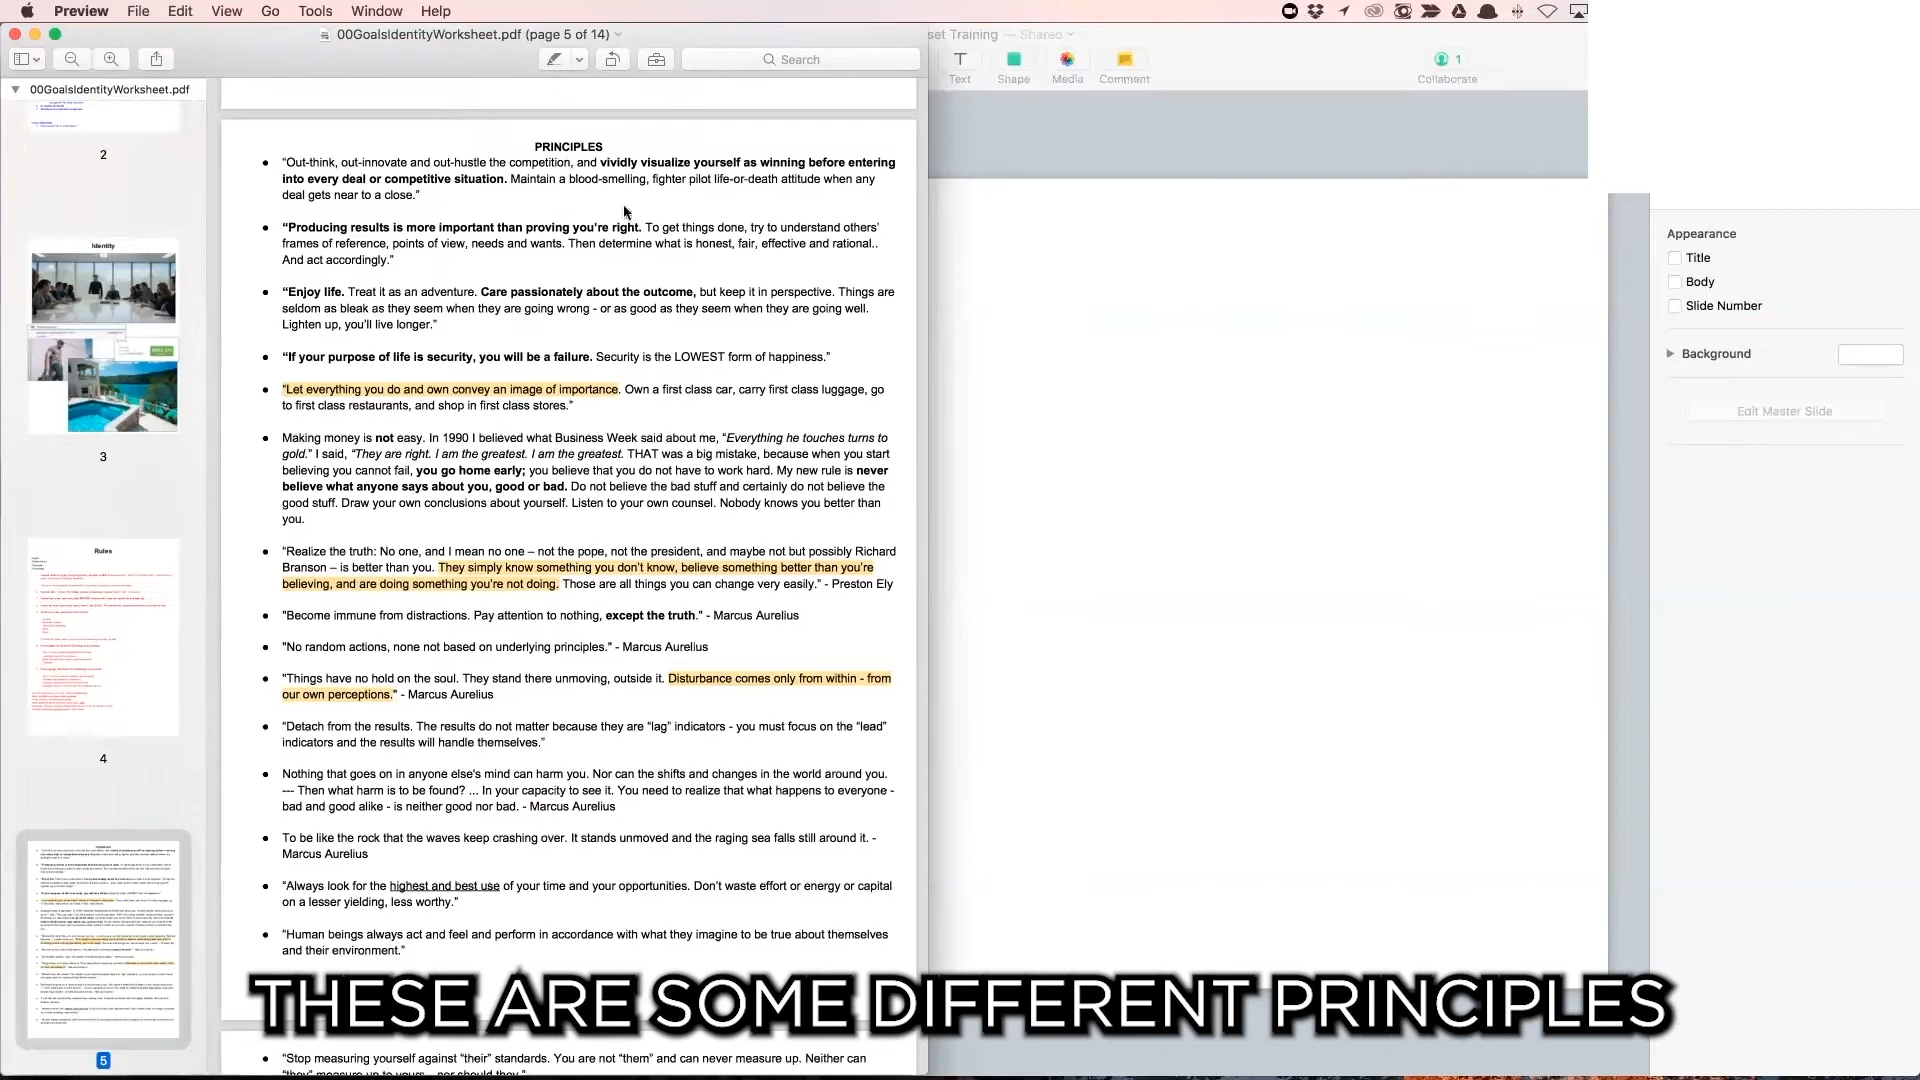 Preview File Edit View Go Tools Window Help
00GoalsIdentityWorksheet.pdf (page 5 of 14)
set Training — Shared
Search
Text Shape Media Comment
1
Collaborate
00GoalsIdentityWorksheet.pdf
2
Identity
3
Rules
4
5
PRINCIPLES
● “Out-think, out-innovate and out-hustle the competition, and vividly visualize yourself as winning before entering
into every deal or competitive situation. Maintain a blood-smelling, fighter pilot life-or-death attitude when any
deal gets near to a close.”
● “Producing results is more important than proving you’re right. To get things done, try to understand others’
frames of reference, points of view, needs and wants. Then determine what is honest, fair, effective and rational..
And act accordingly.”
● “Enjoy life. Treat it as an adventure. Care passionately about the outcome, but keep it in perspective. Things are
seldom as bleak as they seem when they are going wrong - or as good as they seem when they are going well.
Lighten up, you’ll live longer.”
● “If your purpose of life is security, you will be a failure. Security is the LOWEST form of happiness.”
● “Let everything you do and own convey an image of importance. Own a first class car, carry first class luggage, go
to first class restaurants, and shop in first class stores.”
● Making money is not easy. In 1990 I believed what Business Week said about me, “Everything he touches turns to
gold.” I said, “They are right. I am the greatest. I am the greatest. THAT was a big mistake, because when you start
believing you cannot fail, you go home early; you believe that you do not have to work hard. My new rule is never
believe what anyone says about you, good or bad. Do not believe the bad stuff and certainly do not believe the
good stuff. Draw your own conclusions about yourself. Listen to your own counsel. Nobody knows you better than
you.
● “Realize the truth: No one, and I mean no one – not the pope, not the president, and maybe not but possibly Richard
Branson – is better than you. They simply know something you don’t know, believe something better than you’re
believing, and are doing something you’re not doing. Those are all things you can change very easily.” - Preston Ely
● "Become immune from distractions. Pay attention to nothing, except the truth." - Marcus Aurelius
● "No random actions, none not based on underlying principles." - Marcus Aurelius
● "Things have no hold on the soul. They stand there unmoving, outside it. Disturbance comes only from within - from
our own perceptions." - Marcus Aurelius
● “Detach from the results. The results do not matter because they are “lag” indicators - you must focus on the “lead”
indicators and the results will handle themselves.”
● Nothing that goes on in anyone else's mind can harm you. Nor can the shifts and changes in the world around you.
--- Then what harm is to be found? ... In your capacity to see it. You need to realize that what happens to everyone -
bad and good alike - is neither good nor bad. - Marcus Aurelius
● To be like the rock that the waves keep crashing over. It stands unmoved and the raging sea falls still around it. -
Marcus Aurelius
● “Always look for the highest and best use of your time and your opportunities. Don’t waste effort or energy or capital
on a lesser yielding, less worthy.”
● "Human beings always act and feel and perform in accordance with what they imagine to be true about themselves
and their environment.”
THESE ARE SOME DIFFERENT PRINCIPLES
● “Stop measuring yourself against “their” standards. You are not “them” and can never measure up. Neither can
Appearance
Title
Body
Slide Number
Background
Edit Master Slide